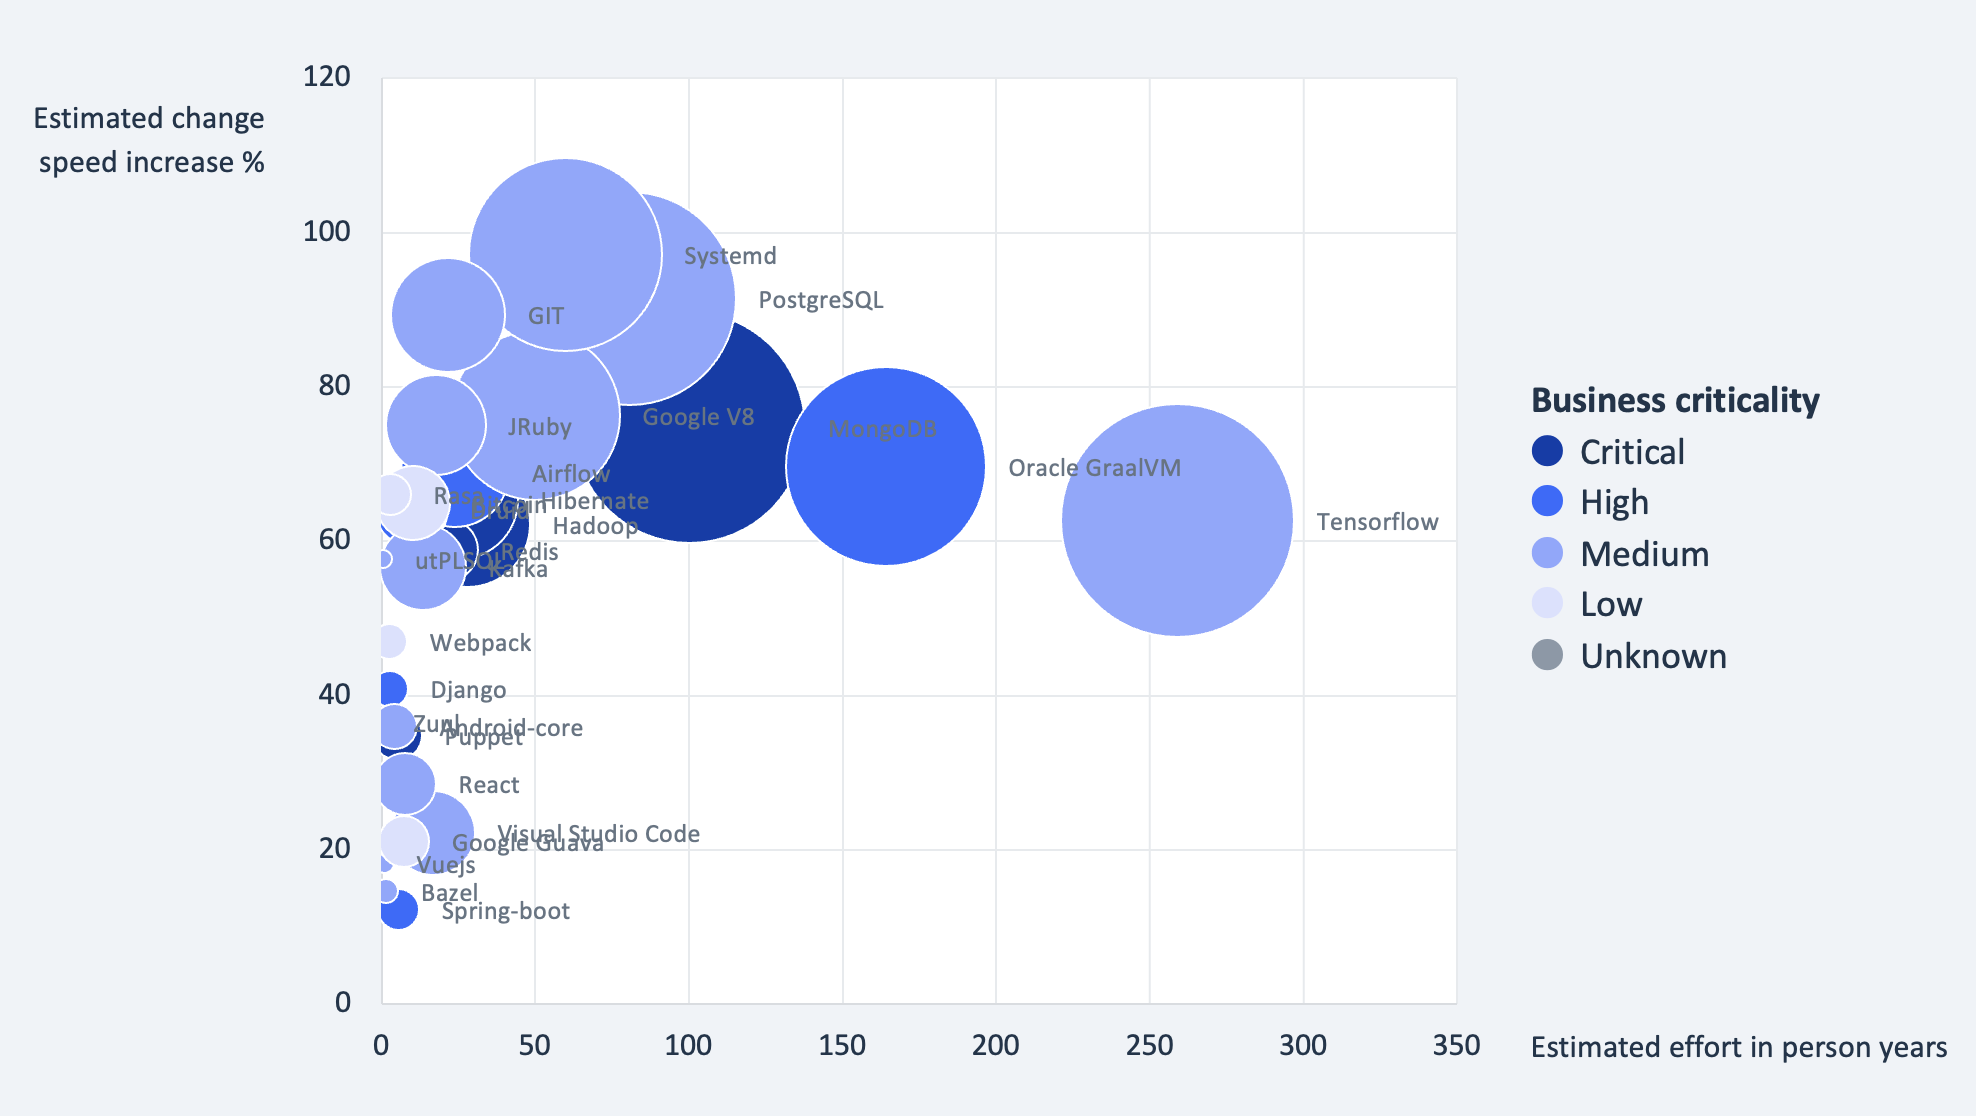 Estimated change
speed increase %
120
100
80
60
40
20
0
Systemd
PostgreSQL
GIT
Google V8
JRuby
MongoDB
Oracle GraalVM
Airflow
Rasa
Hibernate
Druid
Hadoop
Tensorflow
Redis
utPLSQL
Kafka
Webpack
Django
Zuul
Android-core
Puppet
React
Visual Studio Code
Google Guava
Vuejs
Bazel
Spring-boot
0 50 100 150 200 250 300 350
Estimated effort in person years
Business criticality
Critical
High
Medium
Low
Unknown